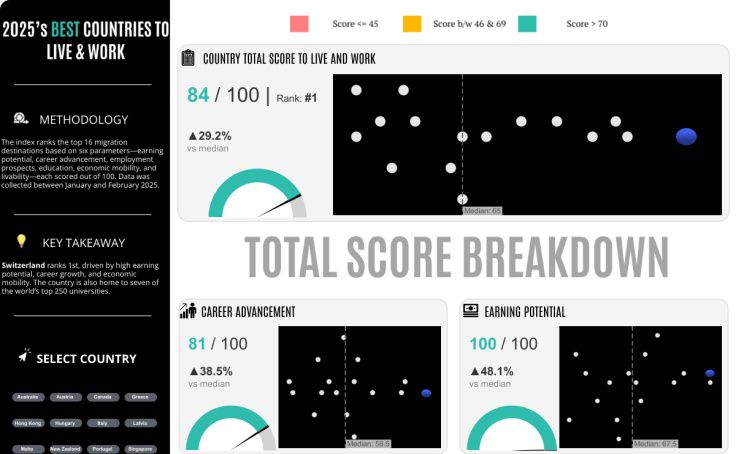 2025's BEST COUNTRIES TO
LIVE & WORK
METHODOLOGY
The index ranks the top 16 migration
destinations based on six parameters—earning
potential, career advancement, employment
prospects, education, economic mobility, and
livability—each scored out of 100. Data was
collected between January and February 2025.
KEY TAKEAWAY
Switzerland ranks 1st, driven by high earning
potential, career growth, and economic
mobility. The country is also home to seven of
the world's top 250 universities.
SELECT COUNTRY
Australia Austria Canada Greece
Hong Kong Hungary Italy Latvia
Malta New Zealand Portugal Singapore
Score <= 45 Score b/w 46 & 69 Score > 70
COUNTRY TOTAL SCORE TO LIVE AND WORK
84 / 100 | Rank: #1
▲29.2%
vs median
Median: 65
TOTAL SCORE BREAKDOWN
CAREER ADVANCEMENT
81 / 100
▲38.5%
vs median
Median: 58.5
EARNING POTENTIAL
100 / 100
▲48.1%
vs median
Median: 67.5